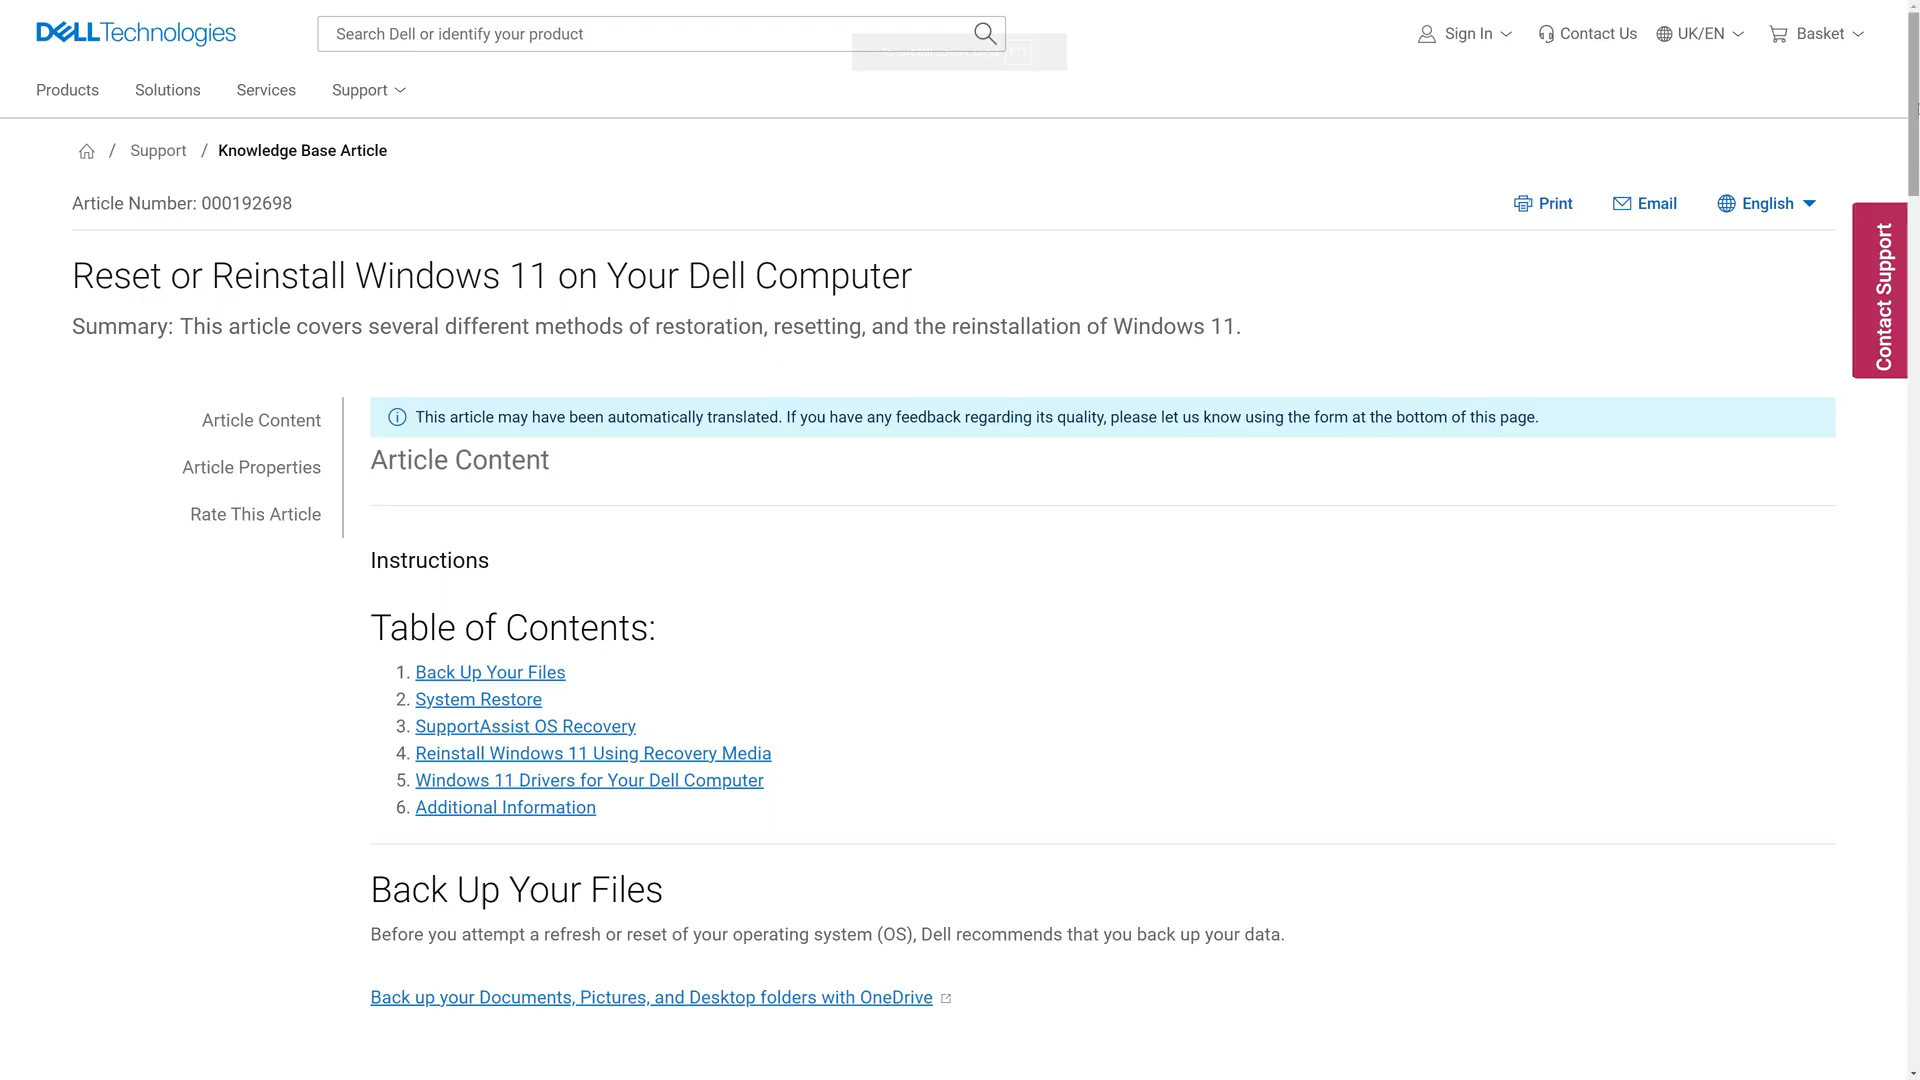 DELLTechnologies
Search Dell or identify your product
Sign In
Contact Us
UK/EN
Basket
Products
Solutions
Services
Support
/ Support / Knowledge Base Article
Article Number: 000192698
Print
Email
English
Reset or Reinstall Windows 11 on Your Dell Computer
Summary: This article covers several different methods of restoration, resetting, and the reinstallation of Windows 11.
Contact Support
Article Content
Article Properties
Rate This Article
This article may have been automatically translated. If you have any feedback regarding its quality, please let us know using the form at the bottom of this page.
Article Content
Instructions
Table of Contents:
1. Back Up Your Files
2. System Restore
3. SupportAssist OS Recovery
4. Reinstall Windows 11 Using Recovery Media
5. Windows 11 Drivers for Your Dell Computer
6. Additional Information
Back Up Your Files
Before you attempt a refresh or reset of your operating system (OS), Dell recommends that you back up your data.
Back up your Documents, Pictures, and Desktop folders with OneDrive